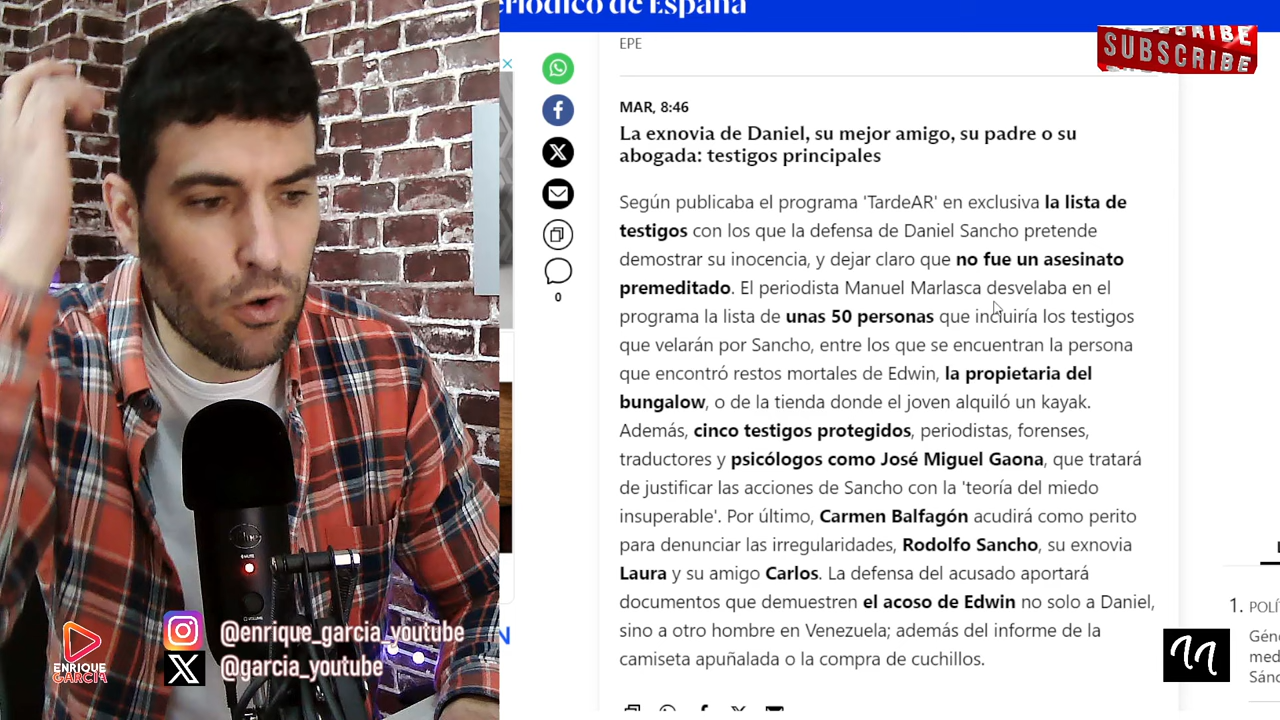 eriódico de España
SUBSCRIBE
EPE
MAR, 8:46
La exnovia de Daniel, su mejor amigo, su padre o su
abogada: testigos principales
Según publicaba el programa 'TardeAR' en exclusiva la lista de
testigos con los que la defensa de Daniel Sancho pretende
demostrar su inocencia, y dejar claro que no fue un asesinato
premeditado. El periodista Manuel Marlasca desvelaba en el
programa la lista de unas 50 personas que incluiría los testigos
que velarán por Sancho, entre los que se encuentran la persona
que encontró restos mortales de Edwin, la propietaria del
bungalow, o de la tienda donde el joven alquiló un kayak.
Además, cinco testigos protegidos, periodistas, forenses,
traductores y psicólogos como José Miguel Gaona, que tratará
de justificar las acciones de Sancho con la 'teoría del miedo
insuperable'. Por último, Carmen Balfagón acudirá como perito
para denunciar las irregularidades, Rodolfo Sancho, su exnovia
Laura y su amigo Carlos. La defensa del acusado aportará
documentos que demuestren el acoso de Edwin no solo a Daniel,
sino a otro hombre en Venezuela; además del informe de la
camiseta apuñalada o la compra de cuchillos.
0
N
1. POLÍ
Géno
med
Sánc
@enrique_garcia_youtube
@garcia_youtube
ENRIQUE
GARCIA